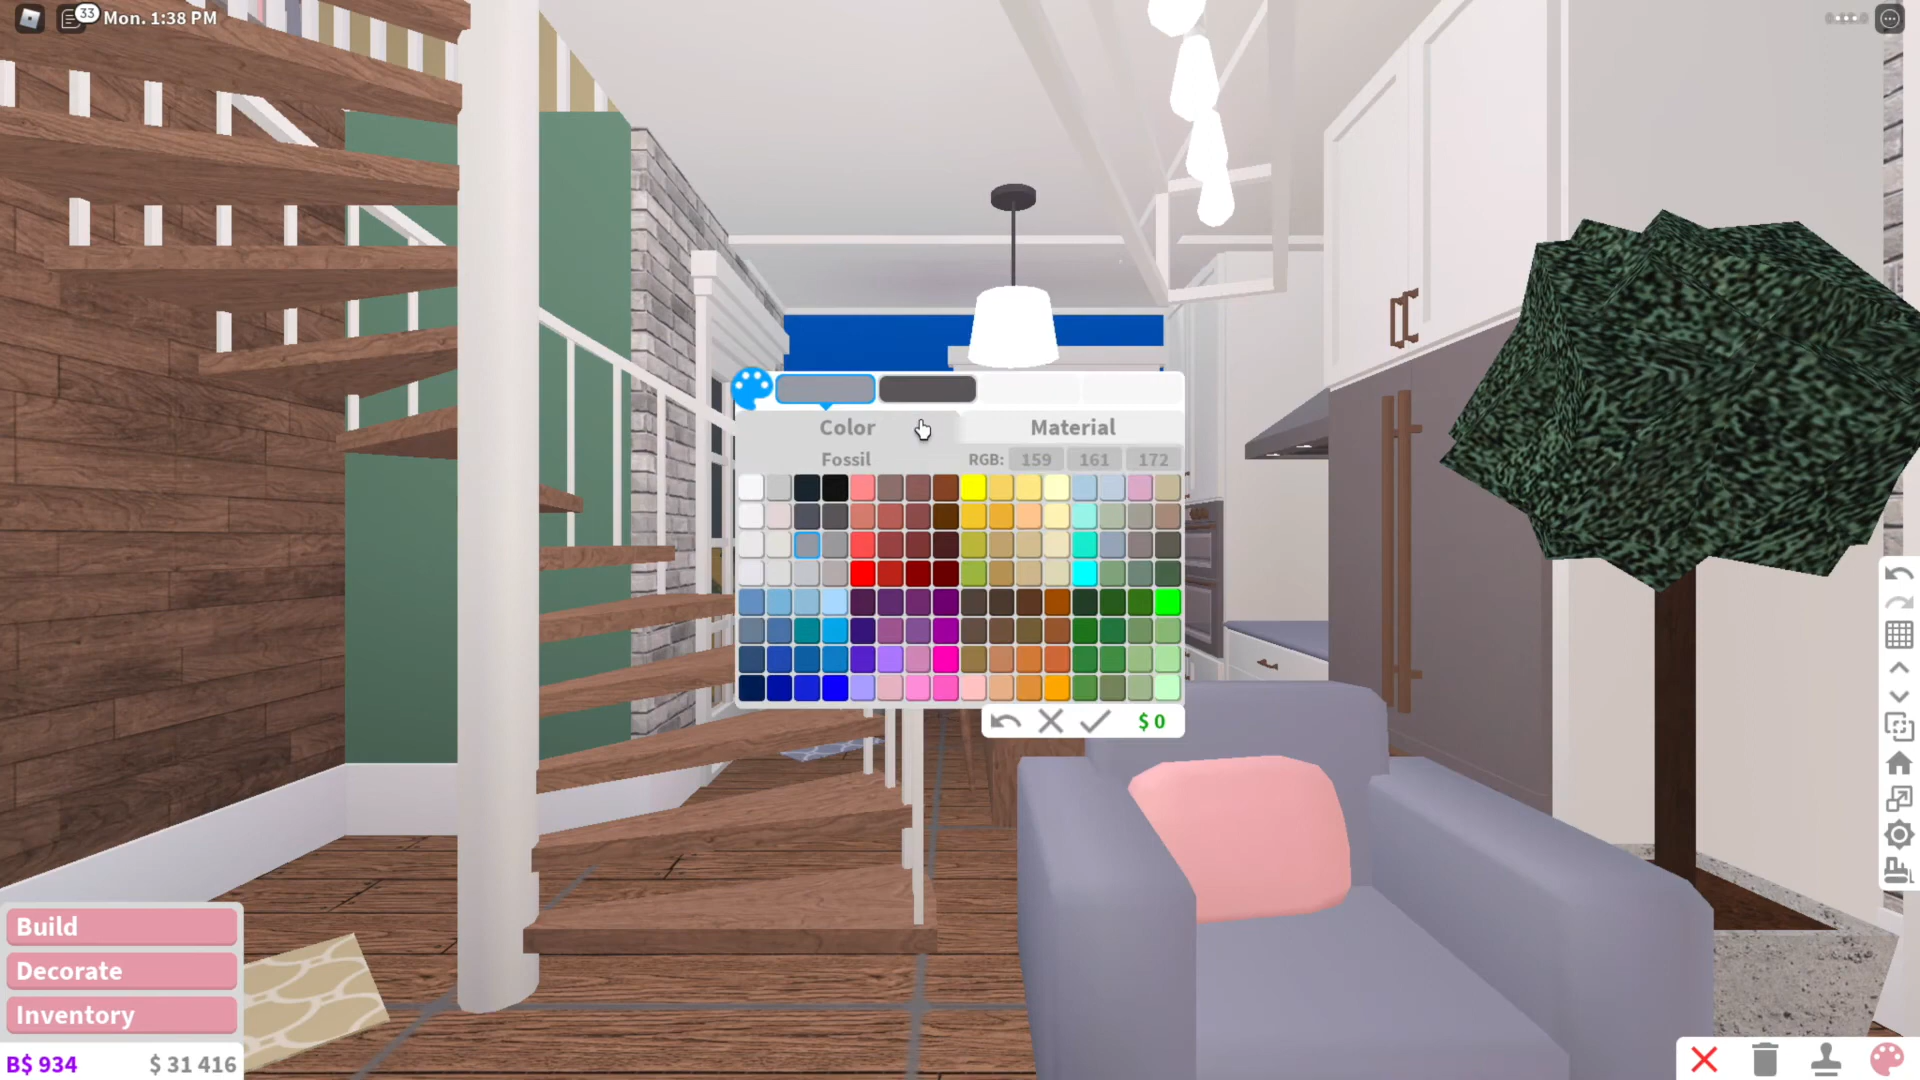 33 Mon. 1:38 PM
Color Material
Fossil RGB: 159 161 172
$ 0
Build
Decorate
Inventory
B$ 934 $ 31 416